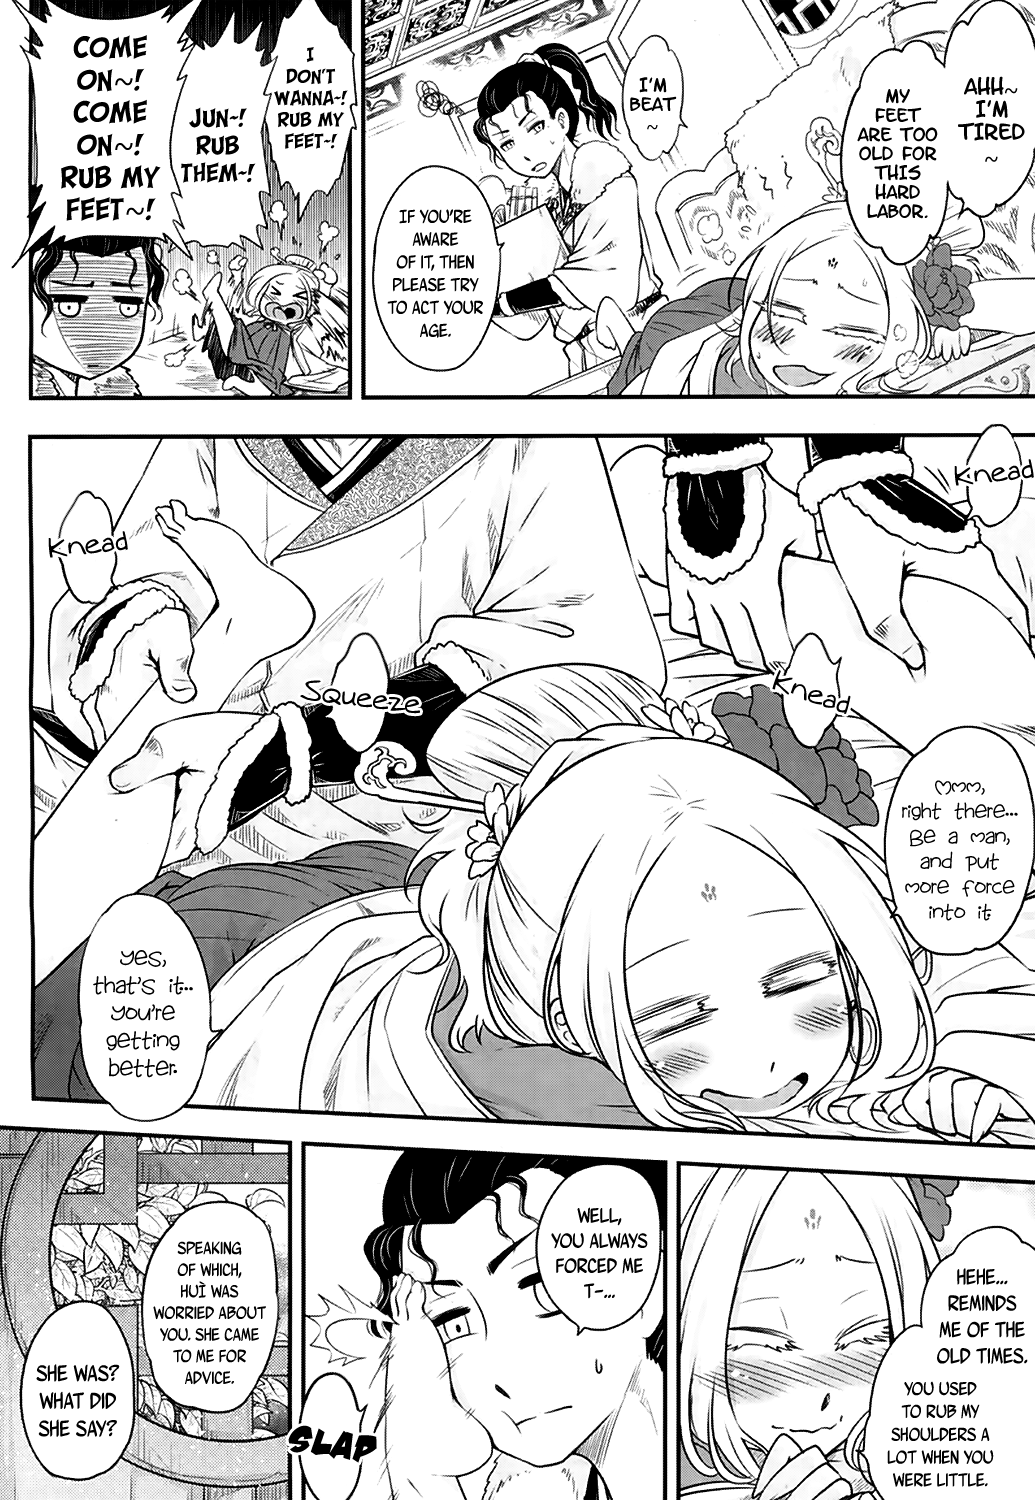 AHH~
I'M
TIRED
~
MY
FEET
ARE TOO
OLD FOR
THIS
HARD
LABOR.
I'M
BEAT
~
IF YOU'RE
AWARE
OF IT, THEN
PLEASE TRY
TO ACT YOUR
AGE.
I
DON'T
WANNA~!
RUB MY
FEET~!
JUN~!
RUB
THEM~!
COME
ON~!
COME
ON~!
RUB MY
FEET~!
Knead
Knead
Squeeze
Knead
Mmm,
right there...
Be a man,
and put
more force
into it.
Yes,
that's it...
You're
getting
better.
HEHE...
REMINDS
ME OF THE
OLD TIMES.
YOU USED
TO RUB MY
SHOULDERS A
LOT WHEN YOU
WERE LITTLE.
WELL,
YOU ALWAYS
FORCED ME
T-...
SLAP
SPEAKING
OF WHICH,
HUÌ WAS
WORRIED ABOUT
YOU. SHE CAME
TO ME FOR
ADVICE.
SHE WAS?
WHAT DID
SHE SAY?